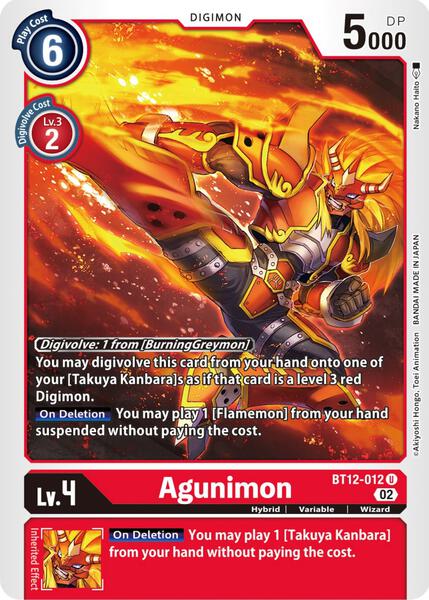 DIGIMON
Play Cost
6
DP
5000
Digivolve Cost
Lv.3
2
Nakano Haito
Digivolve: 1 from [BurningGreymon]
You may digivolve this card from your hand onto one of
your [Takuya Kanbara]s as if that card is a level 3 red
Digimon.
On Deletion You may play 1 [Flamemon] from your hand
suspended without paying the cost.
©Akiyoshi Hongo, Toei Animation BANDAI MADE IN JAPAN
Lv.4
Agunimon
BT12-012 U
02
Hybrid | Variable | Wizard
Inherited Effect
On Deletion You may play 1 [Takuya Kanbara]
from your hand without paying the cost.